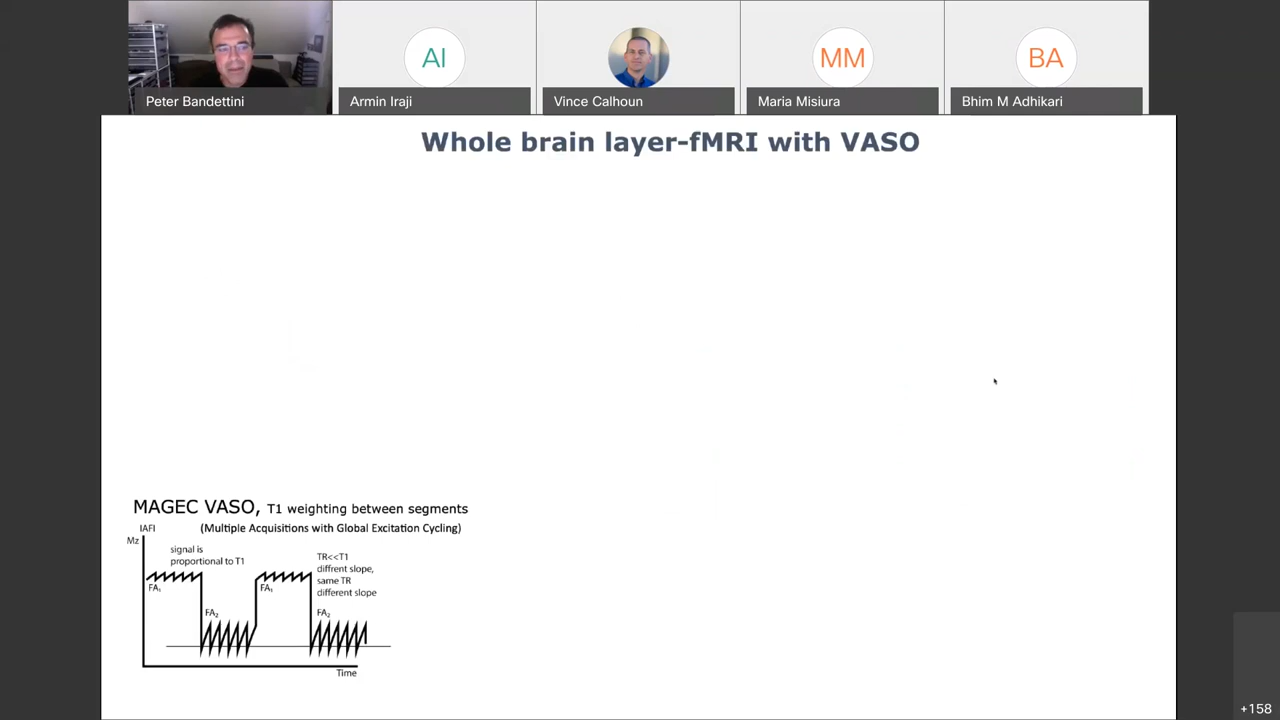 AI
MM
BA
Peter Bandettini
Armin Iraji
Vince Calhoun
Maria Misiura
Bhim M Adhikari
Whole brain layer-fMRI with VASO
MAGEC VASO, T1 weighting between segments
(Multiple Acquisitions with Global Excitation Cycling)
IAFI
Mz
signal is
proportional to T1
TR<<T1
diffrent slope,
same TR
different slope
FA₁
FA₁
FA₂
FA₂
Time
+158